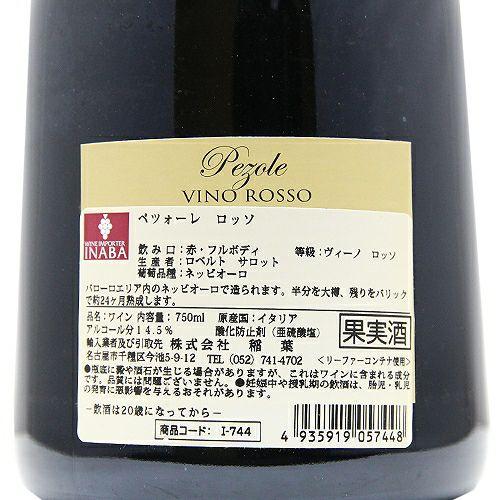 Pezole
VINO ROSSO
WINE IMPORTER
INABA
ペツォーレ ロッソ
飲み口：赤・フルボディ 等級：ヴィーノ ロッソ
生産者：ロベルト サロット
葡萄品種：ネッビオーロ
バローロエリア内のネッビオーロで造られます。半分を大樽、残りをバリック
で約24ヶ月熟成します。
品名：ワイン 内容量：750ml 原産国：イタリア
アルコール分14.5% 酸化防止剤（亜硫酸塩）
果実酒
輸入業者及び引取先 株式会社 稲葉
名古屋市千種区今池5-9-12 TEL（052）741-4702 ＜リーファーコンテナ使用＞
●瓶底に澱や酒石が生じる場合がありますが、これはワインに含まれる成分
です。品質には問題ございません。●妊娠中や授乳期の飲酒は、胎児・乳児
の発育に悪影響を与えるおそれがあります。
―飲酒は20歳になってから―
商品コード： I-744
4 935919 057448